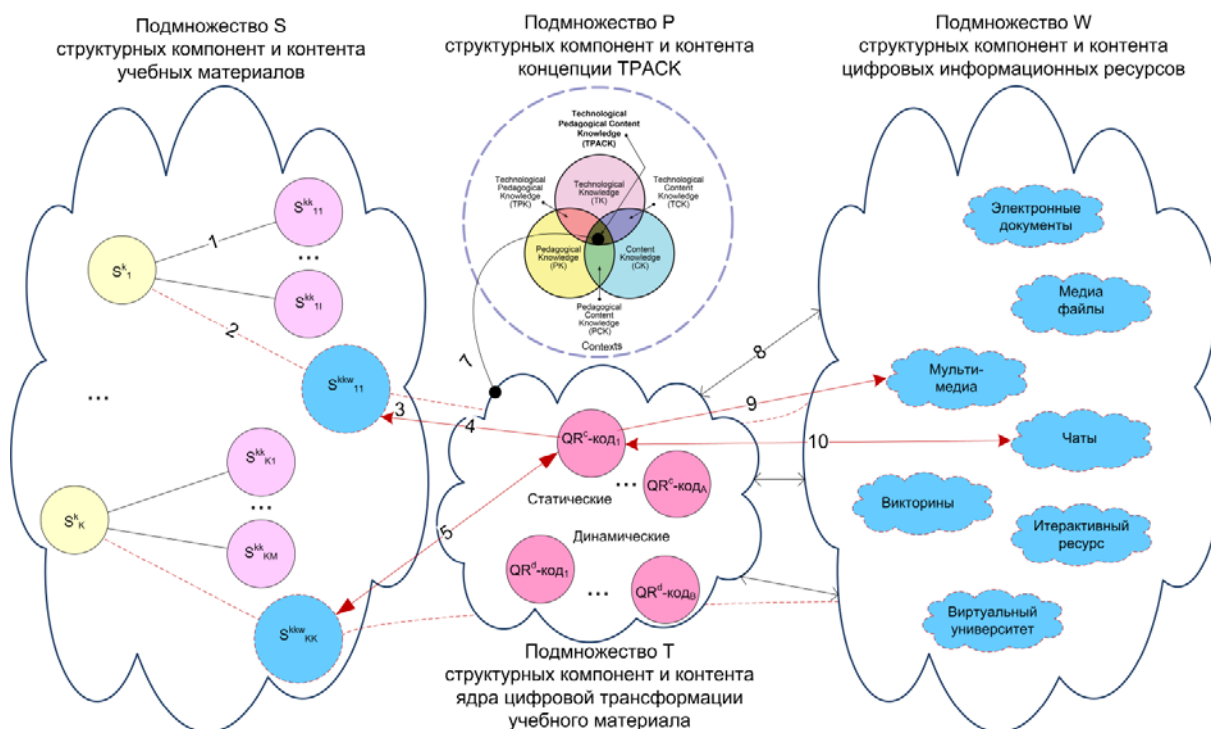 Подмножество S
структурных компонент и контента
учебных материалов
Подмножество P
структурных компонент и контента
концепции TPACK
Подмножество W
структурных компонент и контента
цифровых информационных ресурсов
S^k_1
S^kk_11
...
S^kk_1l
1
2
S^kkw_11
...
S^k_K
S^kk_K1
...
S^kk_KM
S^kkw_KK
Technological
Pedagogical Content
Knowledge
(TPACK)
Technological
Pedagogical
Knowledge
(TPK)
Technological
Knowledge
(TK)
Technological
Content
Knowledge
(TCK)
Pedagogical
Knowledge
(PK)
Content
Knowledge
(CK)
Pedagogical
Content
Knowledge
(PCK)
Contexts
7
3
4
5
8
9
10
QR^c-код_1
...
QR^c-код_A
Статические
Динамические
QR^d-код_1
...
QR^d-код_B
Подмножество T
структурных компонент и контента
ядра цифровой трансформации
учебного материала
Электронные
документы
Медиа
файлы
Мульти-
медиа
Чаты
Викторины
Итерактивный
ресурс
Виртуальный
университет